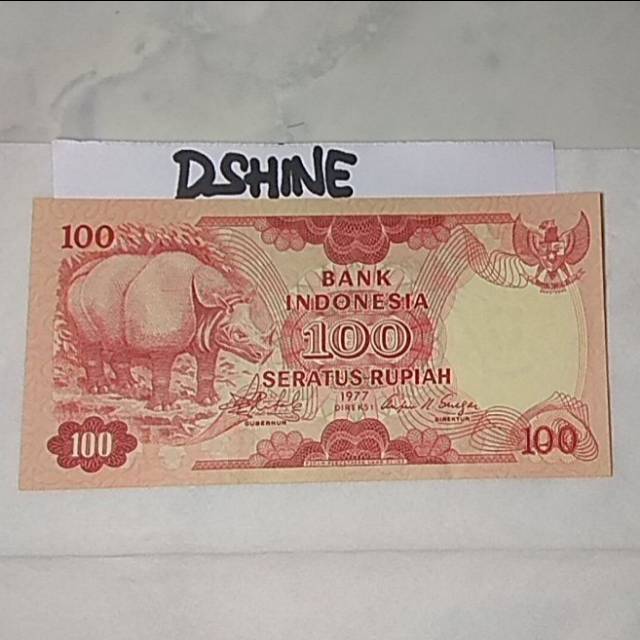 DSHINE
100
BANK
INDONESIA
100
SERATUS RUPIAH
1977
DIREKSI
GUBERNUR
DIREKTUR
100
100